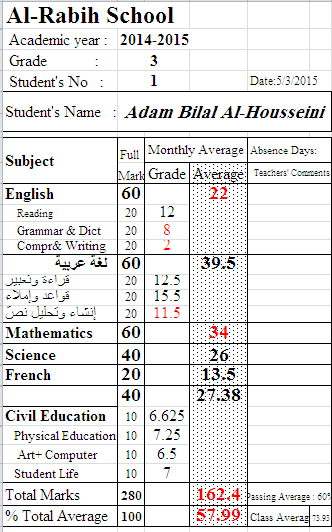 Al-Rabih School
Academic year : 2014-2015
Grade : 3
Student's No : 1 Date:5/3/2015
Student's Name : Adam Bilal Al-Housseini
Subject Full Mark Monthly Average Absence Days:
Grade Average Teachers' Comments
English 60 22
Reading 20 12
Grammar & Dict 20 8
Compr& Writing 20 2
لغة عربية 60 39.5
قراءة وتعبير 20 12.5
قواعد وإملاء 20 15.5
إنشاء وتحليل نصّ 20 11.5
Mathematics 60 34
Science 40 26
French 20 13.5
40 27.38
Civil Education 10 6.625
Physical Education 10 7.25
Art+ Computer 10 6.5
Student Life 10 7
Total Marks 280 162.4 Passing Average : 60%
% Total Average 100 57.99 Class Averag 73.93